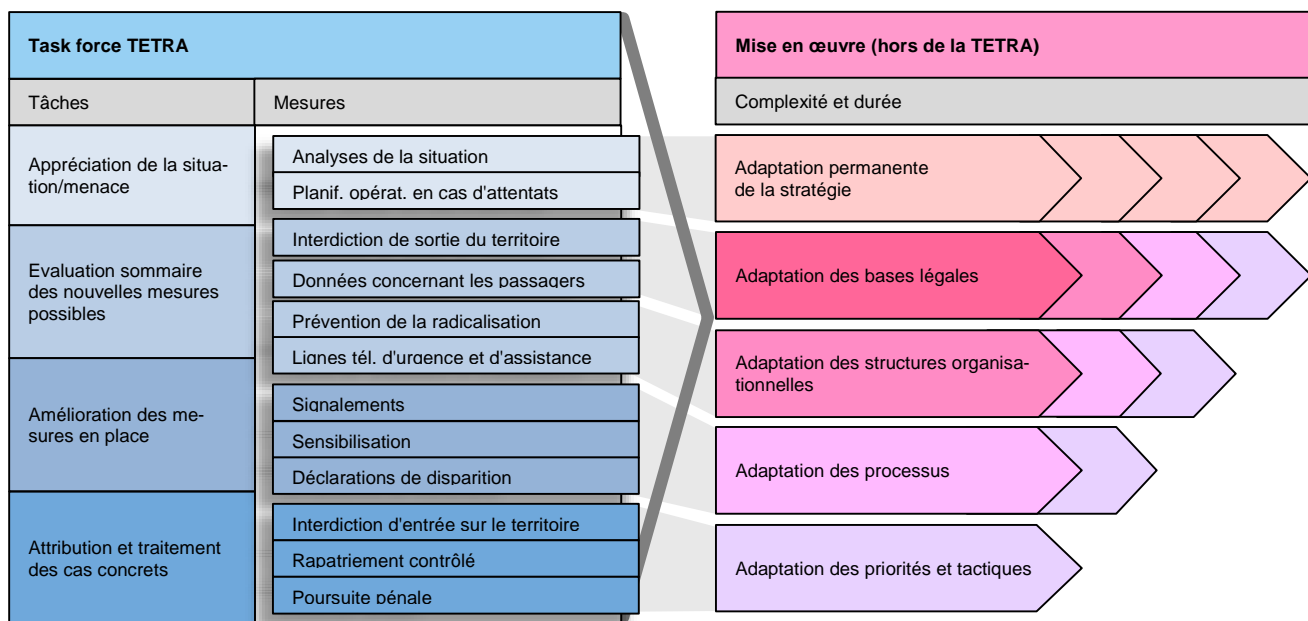 Task force TETRA
Tâches
Mesures
Appréciation de la situa-
tion/menace
Analyses de la situation
Planif. opérat. en cas d'attentats
Evaluation sommaire
des nouvelles mesures
possibles
Interdiction de sortie du territoire
Données concernant les passagers
Prévention de la radicalisation
Lignes tél. d'urgence et d'assistance
Amélioration des me-
sures en place
Signalements
Sensibilisation
Déclarations de disparition
Attribution et traitement
des cas concrets
Interdiction d'entrée sur le territoire
Rapatriement contrôlé
Poursuite pénale
Mise en œuvre (hors de la TETRA)
Complexité et durée
Adaptation permanente
de la stratégie
Adaptation des bases légales
Adaptation des structures organisa-
tionnelles
Adaptation des processus
Adaptation des priorités et tactiques